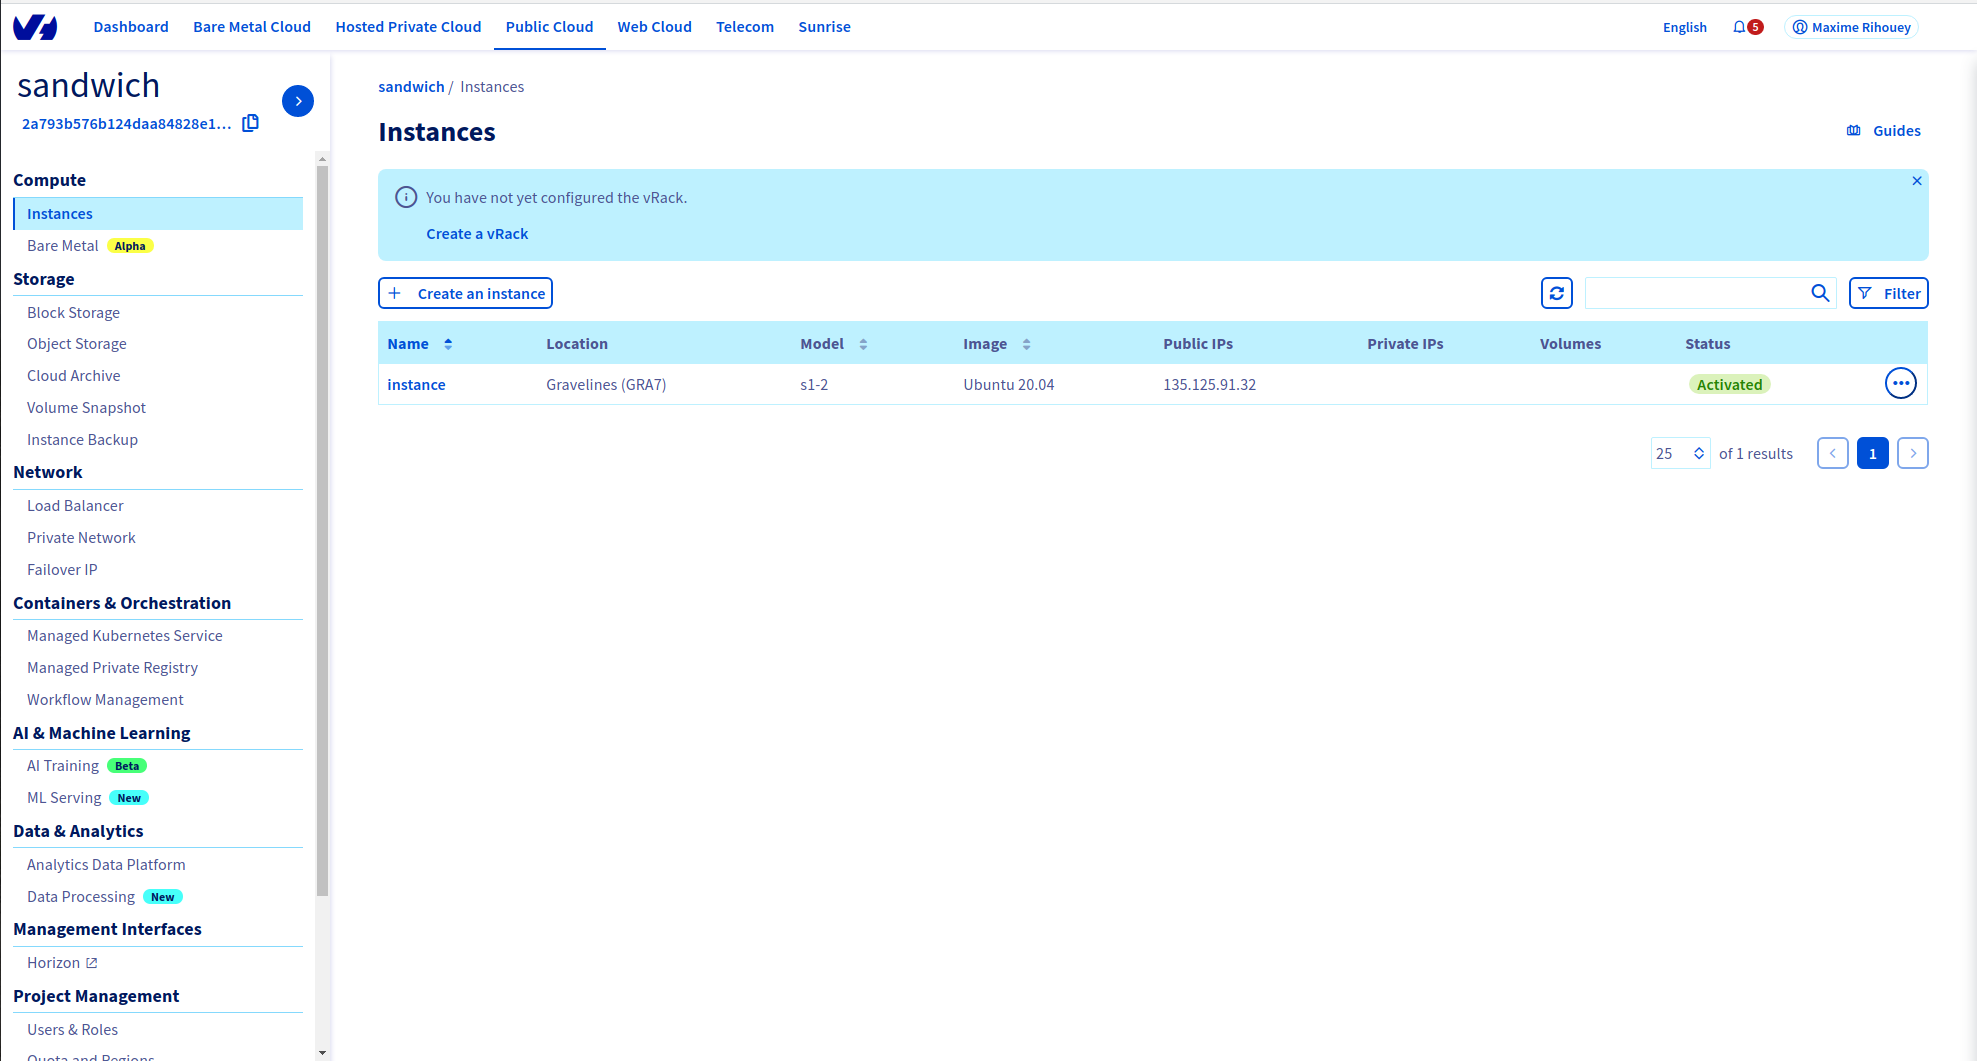 Dashboard Bare Metal Cloud Hosted Private Cloud Public Cloud Web Cloud Telecom Sunrise English 5 Maxime Rihouey
sandwich
2a793b576b124daa84828e1...
Compute
Instances
Bare Metal Alpha
Storage
Block Storage
Object Storage
Cloud Archive
Volume Snapshot
Instance Backup
Network
Load Balancer
Private Network
Failover IP
Containers & Orchestration
Managed Kubernetes Service
Managed Private Registry
Workflow Management
AI & Machine Learning
AI Training Beta
ML Serving New
Data & Analytics
Analytics Data Platform
Data Processing New
Management Interfaces
Horizon
Project Management
Users & Roles
Quota and Regions
sandwich / Instances
Instances
Guides
You have not yet configured the vRack.
Create a vRack
Create an instance Filter
Name Location Model Image Public IPs Private IPs Volumes Status
instance Gravelines (GRA7) s1-2 Ubuntu 20.04 135.125.91.32 Activated
25 of 1 results 1